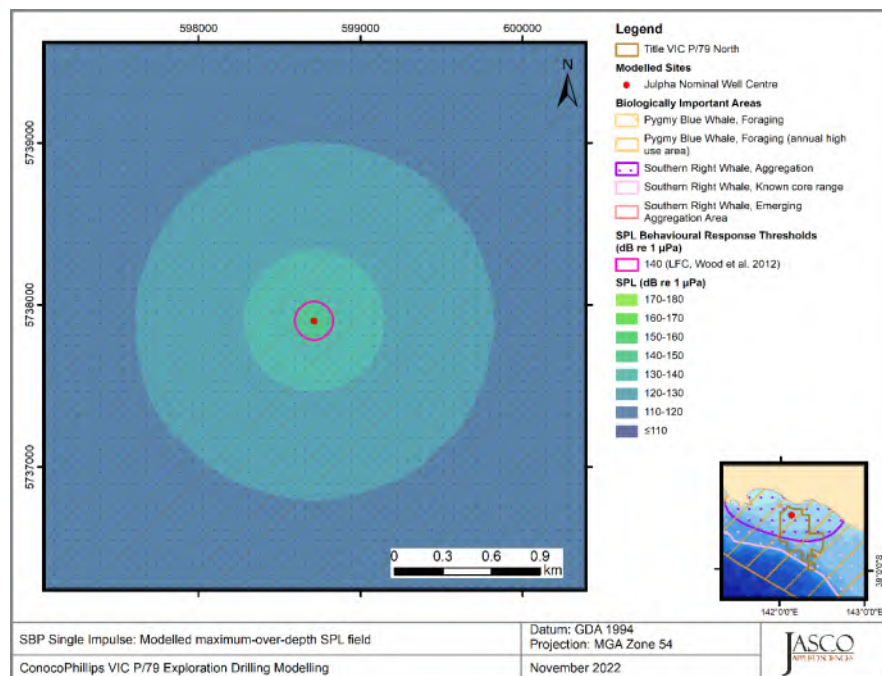 598000 599000 600000
5739000
5738000
5737000
N
0 0.3 0.6 0.9
km
Legend
Title VIC P/79 North
Modelled Sites
Julpha Nominal Well Centre
Biologically Important Areas
Pygmy Blue Whale, Foraging
Pygmy Blue Whale, Foraging (annual high
use area)
Southern Right Whale, Aggregation
Southern Right Whale, Known core range
Southern Right Whale, Emerging
Aggregation Area
SPL Behavioural Response Thresholds
(dB re 1 µPa)
140 (LFC, Wood et al. 2012)
SPL (dB re 1 µPa)
170-180
160-170
150-160
140-150
130-140
120-130
110-120
≤110
142°0'0"E 143°0'0"E
SBP Single Impulse: Modelled maximum-over-depth SPL field
ConocoPhillips VIC P/79 Exploration Drilling Modelling
Datum: GDA 1994
Projection: MGA Zone 54
November 2022
JASCO
APPLIED SCIENCES